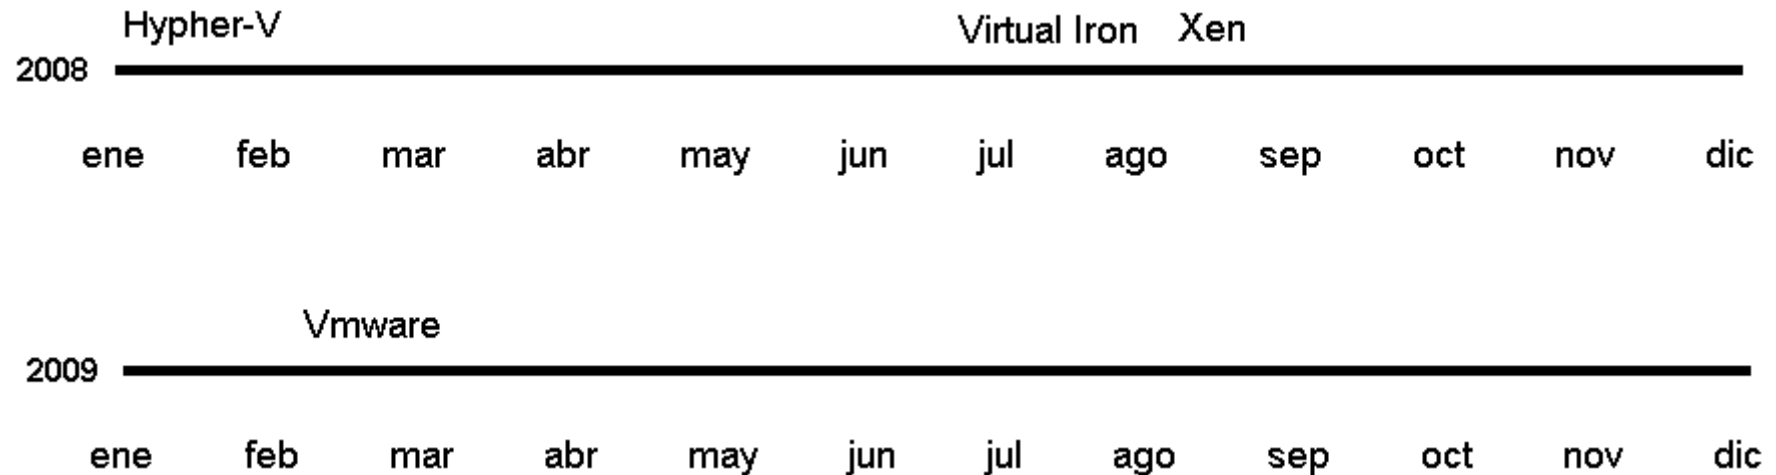 Hypher-V Virtual Iron Xen
2008
ene feb mar abr may jun jul ago sep oct nov dic
Vmware
2009
ene feb mar abr may jun jul ago sep oct nov dic